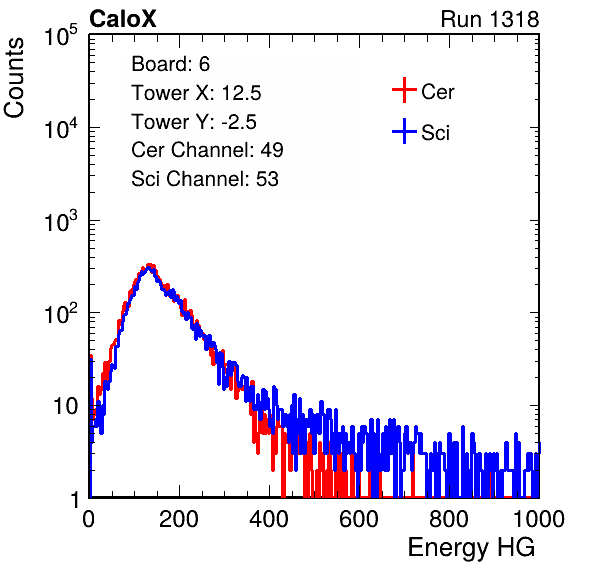 CaloX Run 1318
Counts
Board: 6
Tower X: 12.5
Tower Y: -2.5
Cer Channel: 49
Sci Channel: 53
Cer
Sci
10^5
10^4
10^3
10^2
10
1
0 200 400 600 800 1000
Energy HG